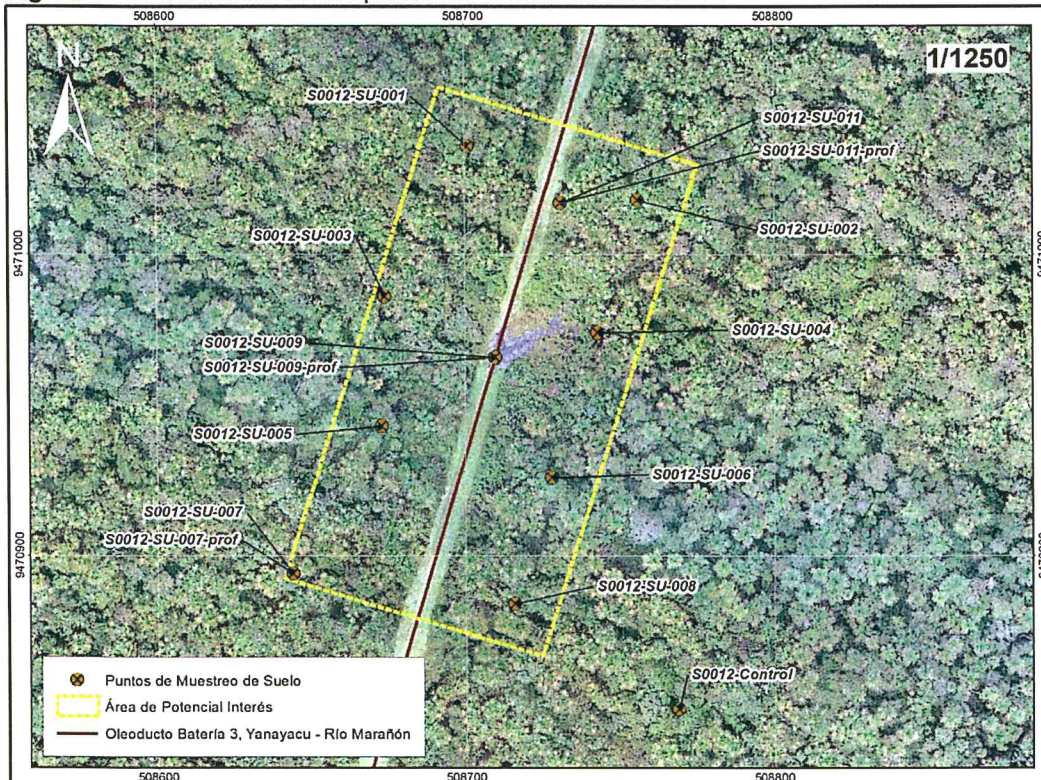 508600
508700
508800
N
1/1250
S0012-SU-001
S0012-SU-011
S0012-SU-011-prof
S0012-SU-002
9471000
9471000
S0012-SU-003
S0012-SU-004
S0012-SU-009
S0012-SU-009-prof
S0012-SU-005
S0012-SU-006
S0012-SU-007
S0012-SU-007-prof
9470900
9470900
S0012-SU-008
S0012-Control
Puntos de Muestreo de Suelo
Área de Potencial Interés
Oleoducto Batería 3, Yanayacu - Río Marañón
508600
508700
508800